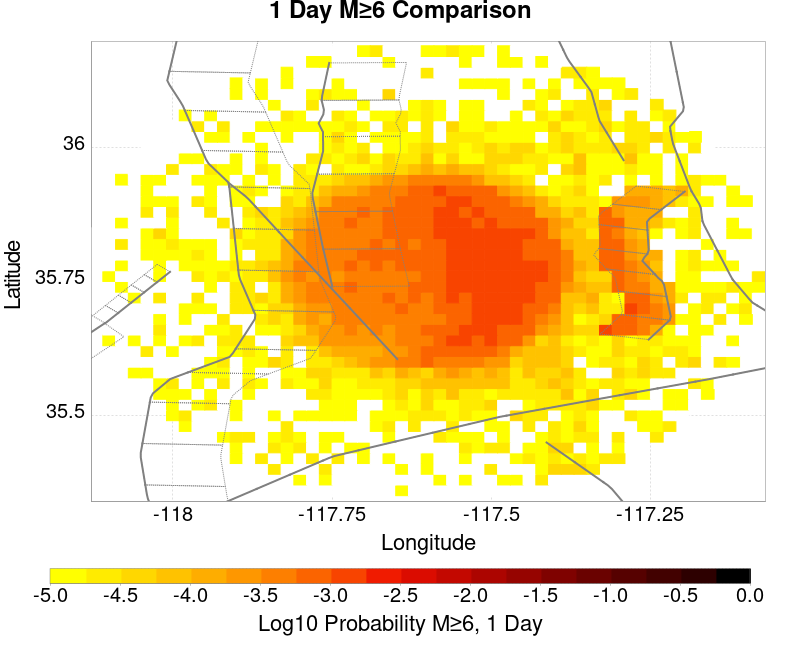 1 Day M≥6 Comparison
36
35.75
35.5
Latitude
-118 -117.75 -117.5 -117.25
Longitude
-5.0 -4.5 -4.0 -3.5 -3.0 -2.5 -2.0 -1.5 -1.0 -0.5 0.0
Log10 Probability M≥6, 1 Day